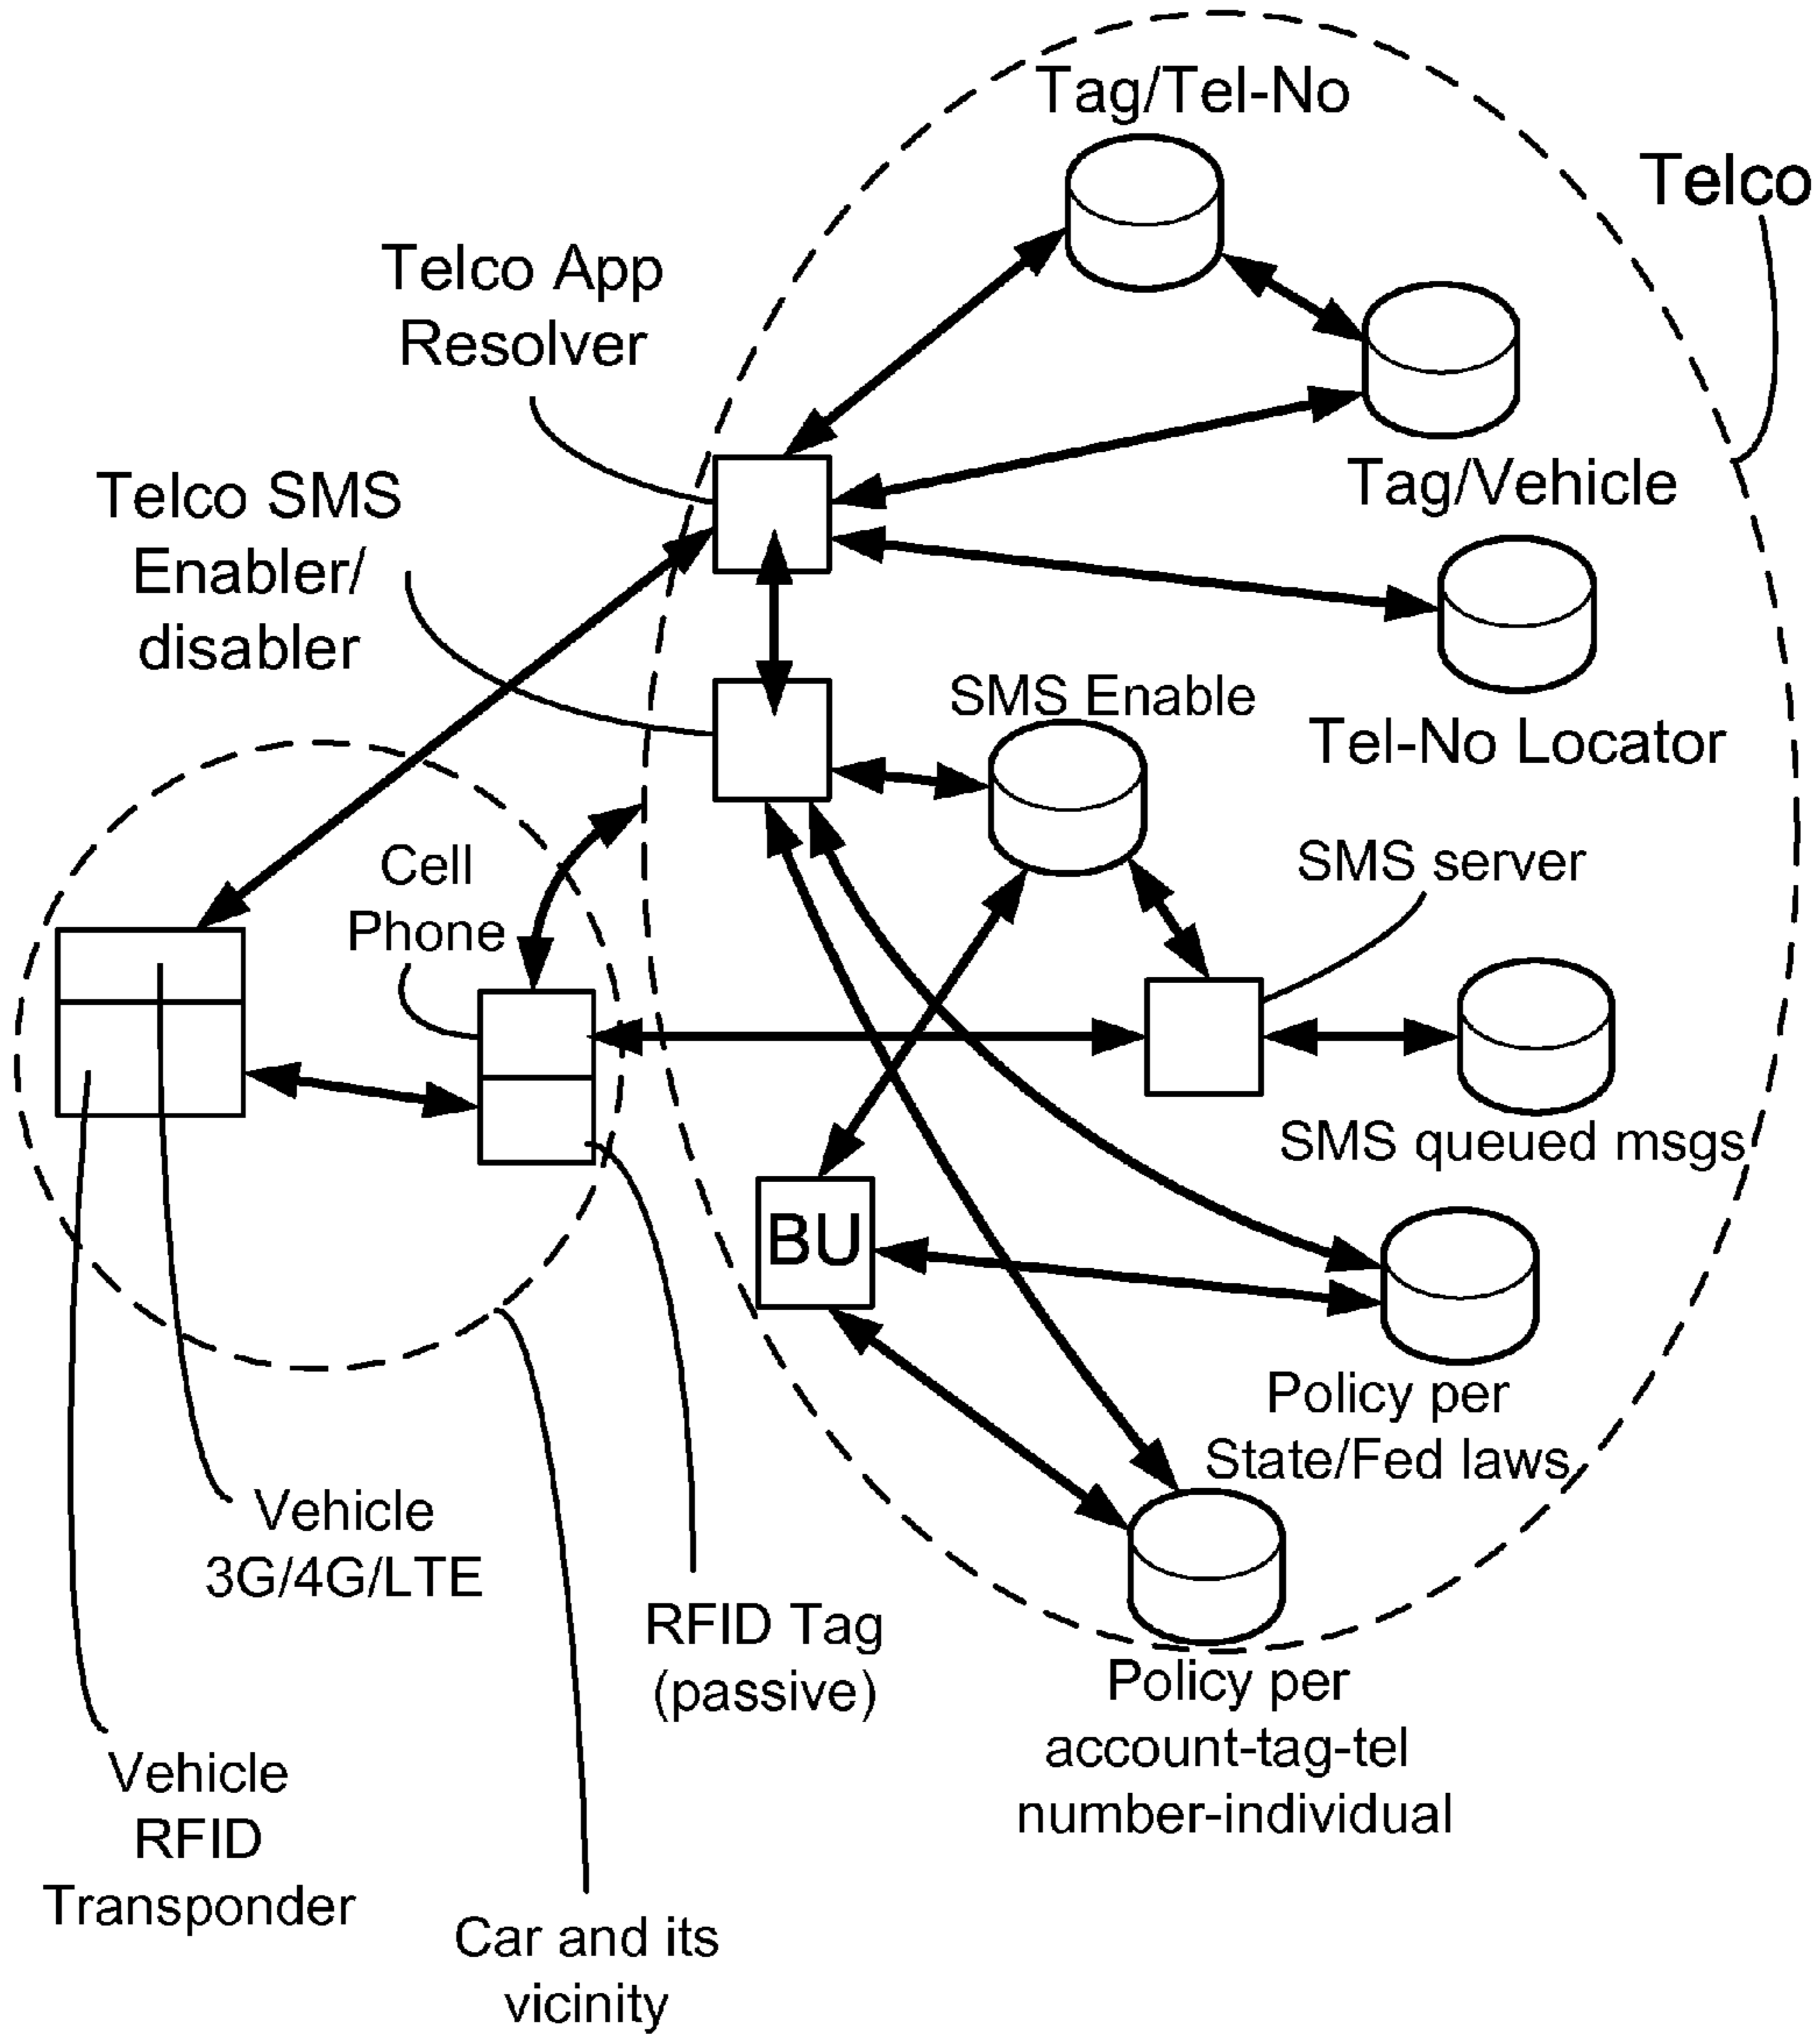 Tag/Tel-No
Telco
Telco App
Resolver
Tag/Vehicle
Telco SMS
Enabler/
disabler
SMS Enable
Tel-No Locator
Cell
Phone
SMS server
SMS queued msgs
BU
Policy per
State/Fed laws
Vehicle
3G/4G/LTE
RFID Tag
(passive)
Policy per
account-tag-tel
number-individual
Vehicle
RFID
Transponder
Car and its
vicinity